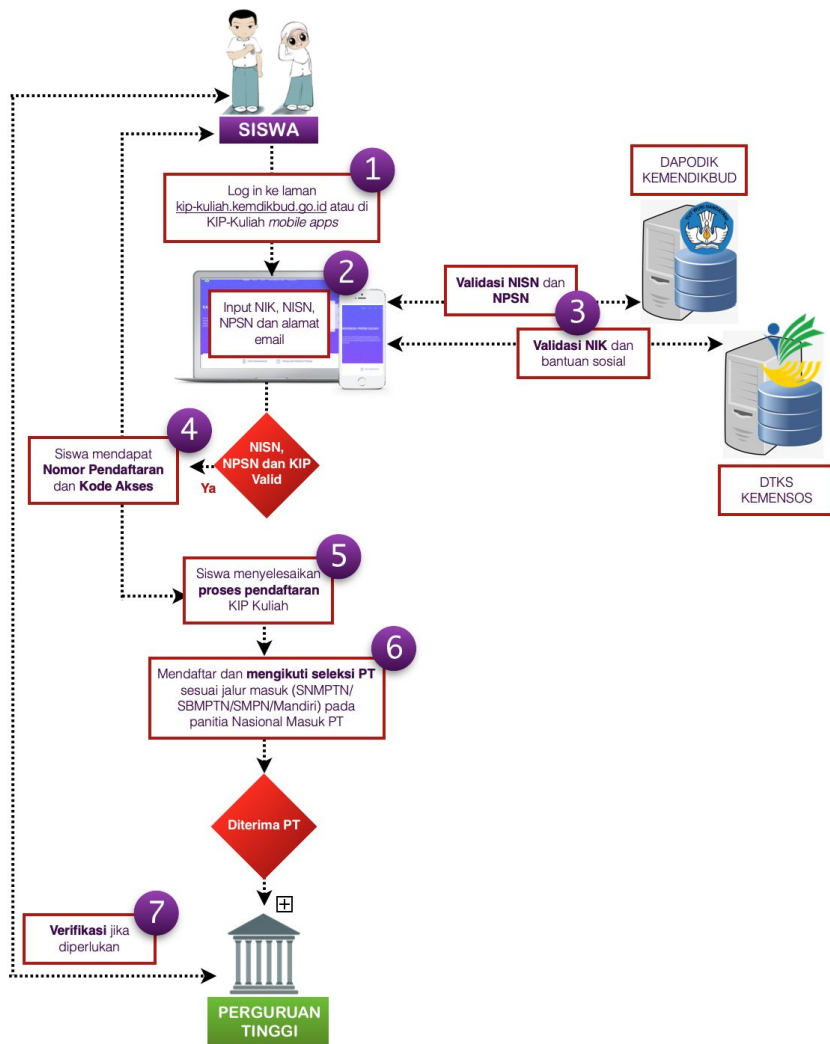 SISWA
1
Log in ke laman
kip-kuliah.kemdikbud.go.id atau di
KIP-Kuliah mobile apps
DAPODIK
KEMENDIKBUD
2
Input NIK, NISN,
NPSN dan alamat
email
Validasi NISN dan
NPSN
3
Validasi NIK dan
bantuan sosial
DTKS
KEMENSOS
4
Siswa mendapat
Nomor Pendaftaran
dan Kode Akses
NISN,
NPSN dan KIP
Valid
Ya
5
Siswa menyelesaikan
proses pendaftaran
KIP Kuliah
6
Mendaftar dan mengikuti seleksi PT
sesuai jalur masuk (SNMPTN/
SBMPTN/SMPN/Mandiri) pada
panitia Nasional Masuk PT
Diterima PT
7
Verifikasi jika
diperlukan
PERGURUAN
TINGGI